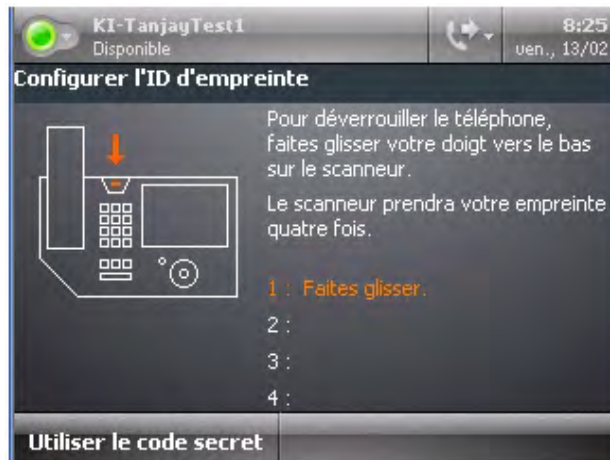 KI-TanjayTest1
8:25
Disponible
ven., 13/02
Configurer l'ID d'empreinte
Pour déverrouiller le téléphone,
faites glisser votre doigt vers le bas
sur le scanneur.
Le scanneur prendra votre empreinte
quatre fois.
1 : Faites glisser.
2 :
3 :
4 :
Utiliser le code secret